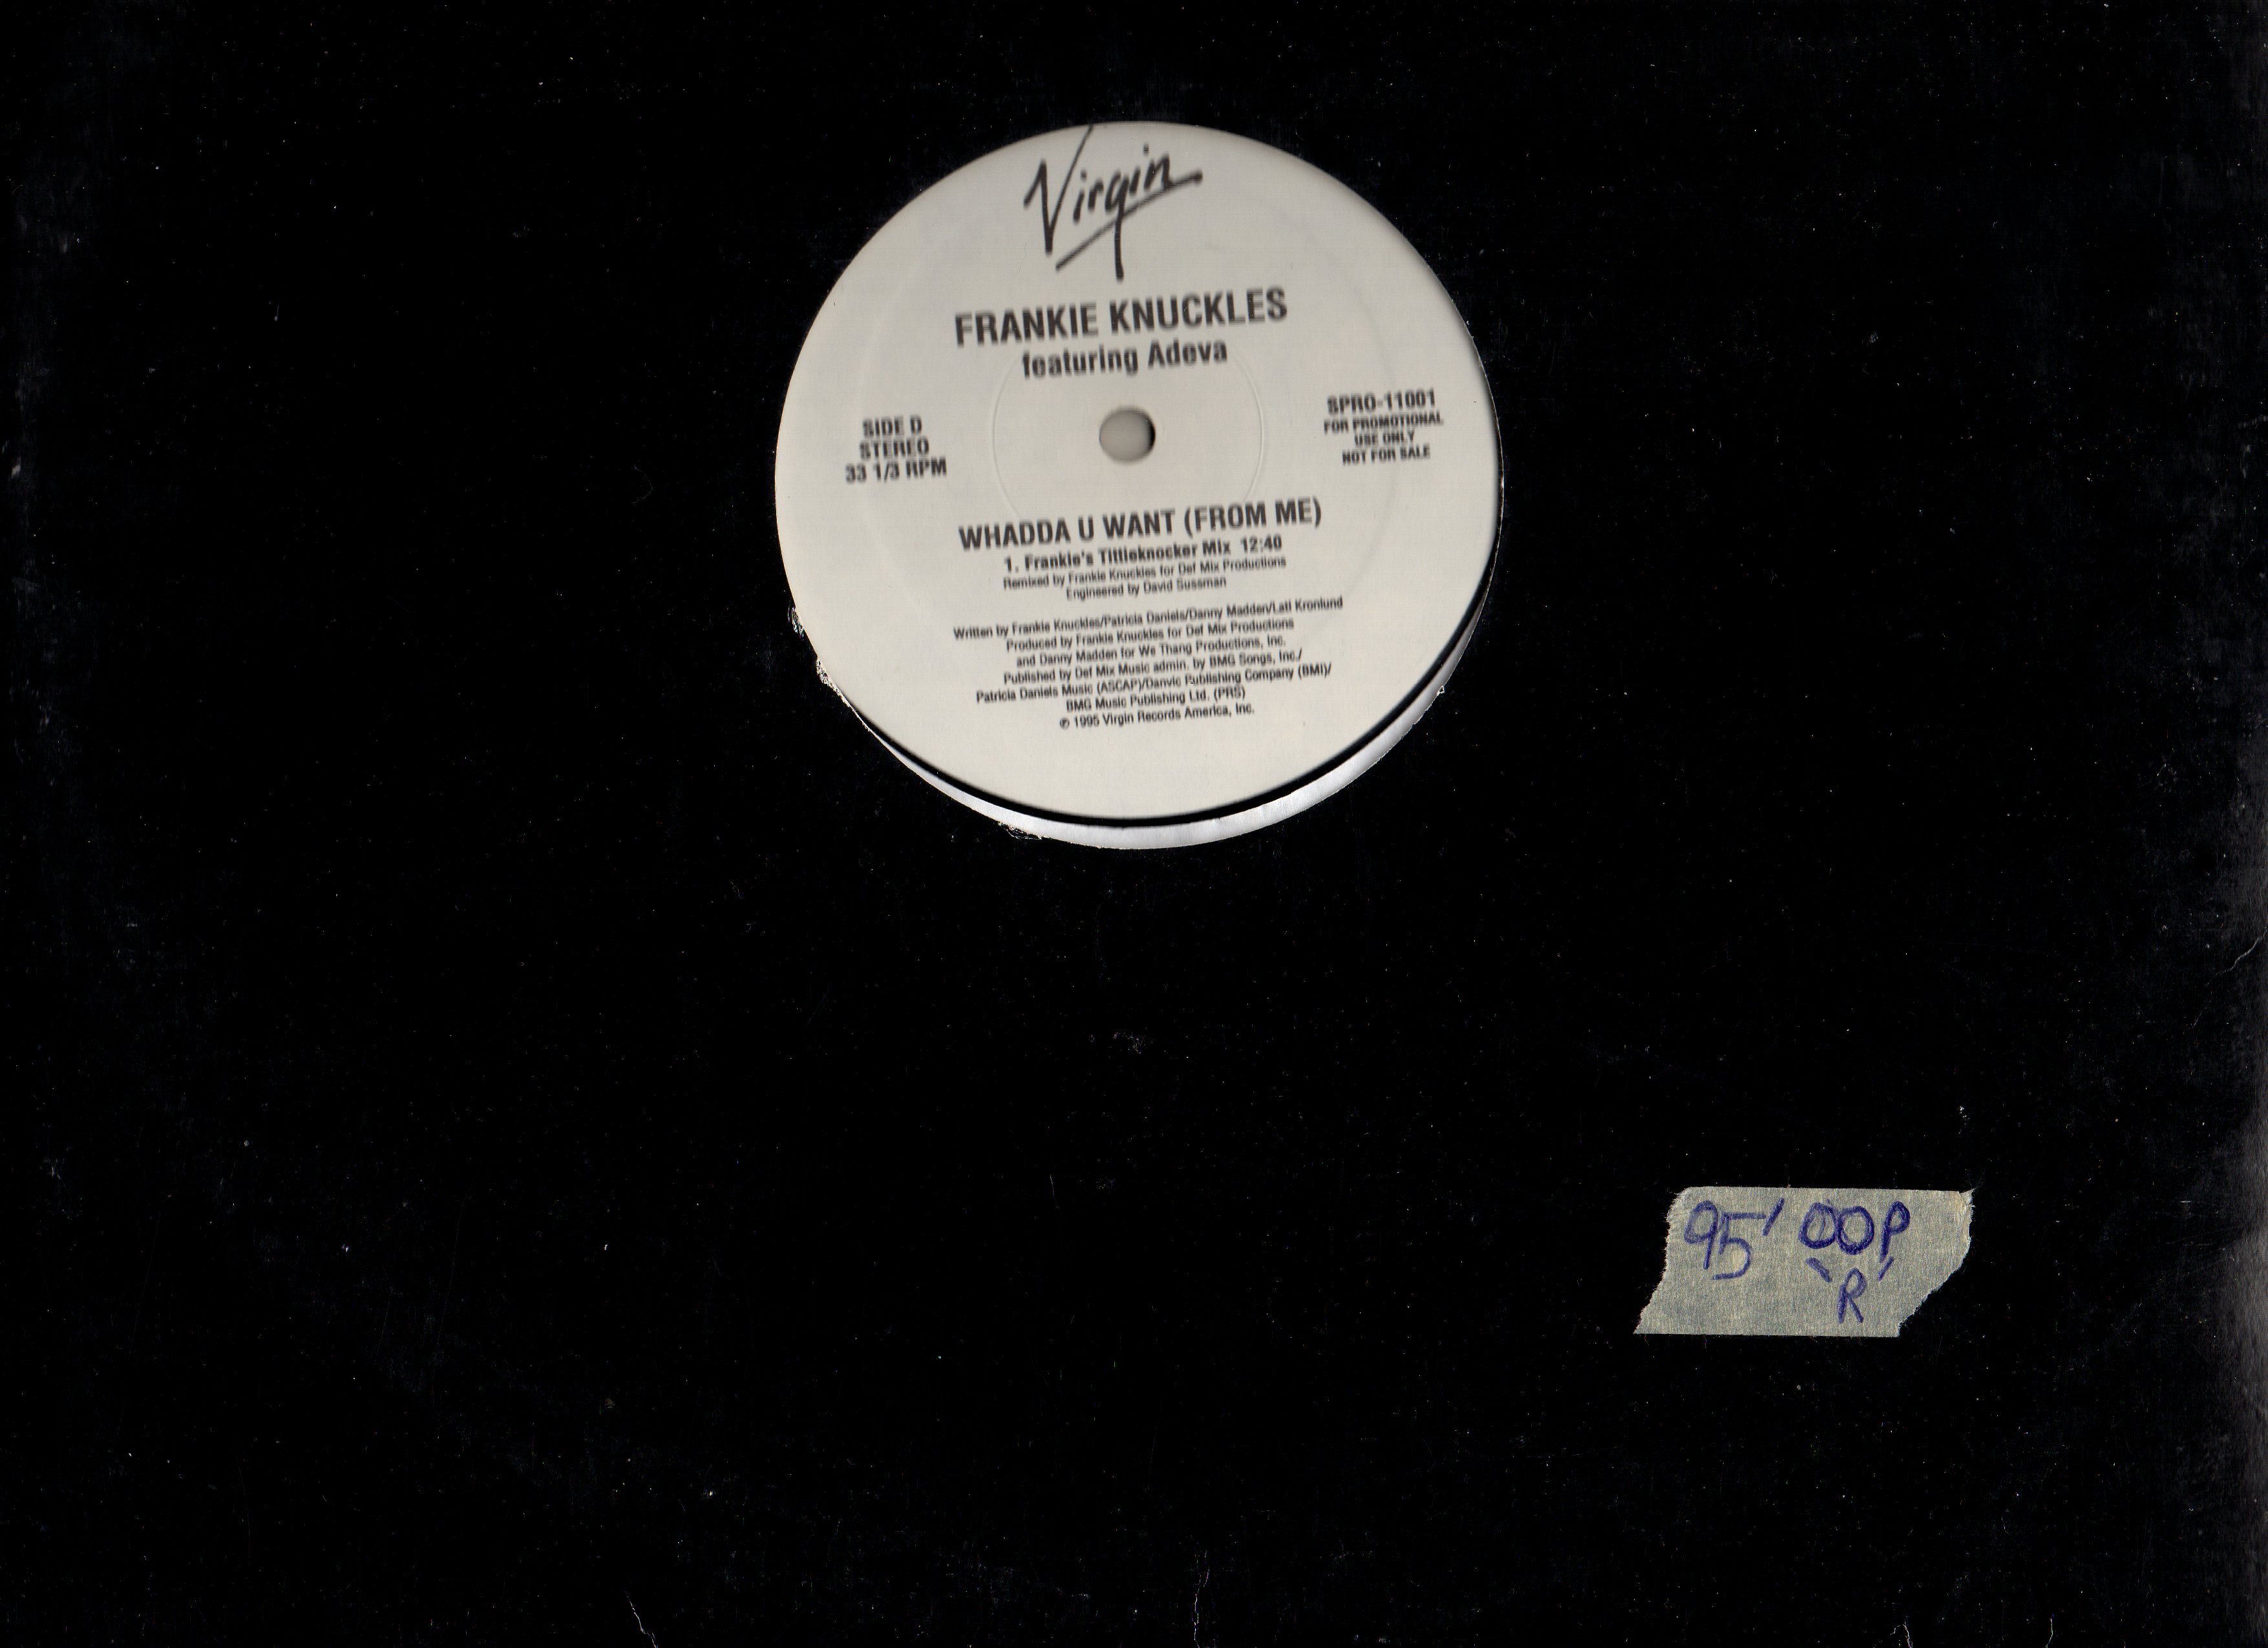 Virgin
FRANKIE KNUCKLES
featuring Adeva
SIDE D
STEREO
33 1/3 RPM
SPRO-11001
FOR PROMOTIONAL
USE ONLY
NOT FOR SALE
WHADDA U WANT (FROM ME)
1. Frankie's Tittleknocker Mix 12:40
Remixed by Frankie Knuckles for Def Mix Productions
Engineered by David Sussman
Written by Frankie Knuckles/Patricia Daniels/Danny Madden/Lati Kronlund
Produced by Frankie Knuckles for Def Mix Productions
and Danny Madden for We Thang Productions, Inc.
Published by Def Mix Music admin. by BMG Songs, Inc./
Patricia Daniels Music (ASCAP)/Danvic Publishing Company (BMI)/
BMG Music Publishing Ltd. (PRS)
℗ 1995 Virgin Records America, Inc.
95' OOP
'R'